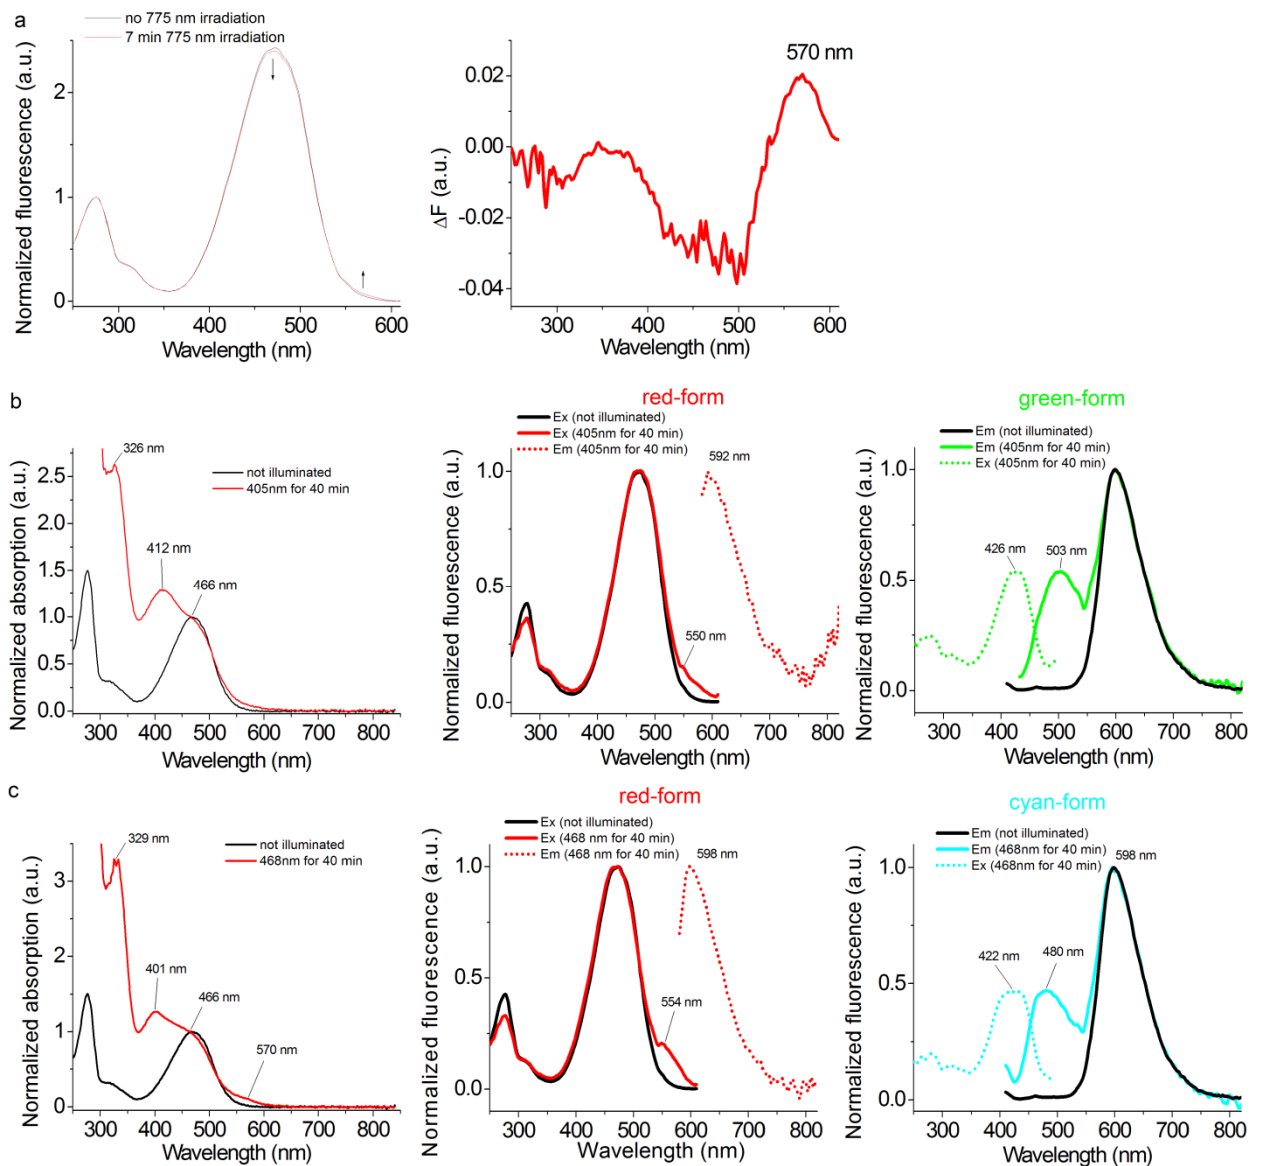 a
no 775 nm irradiation
7 min 775 nm irradiation
Normalized fluorescence (a.u.)
2
1
0
300 400 500 600
Wavelength (nm)
570 nm
ΔF (a.u.)
0.02
0.00
-0.02
-0.04
300 400 500 600
Wavelength (nm)
b
326 nm
not illuminated
405nm for 40 min
412 nm
466 nm
Normalized absorption (a.u.)
2.5
2.0
1.5
1.0
0.5
0.0
300 400 500 600 700 800
Wavelength (nm)
red-form
Ex (not illuminated)
Ex (405nm for 40 min)
Em (405nm for 40 min)
592 nm
550 nm
Normalized fluorescence (a.u.)
1.0
0.5
0.0
300 400 500 600 700 800
Wavelength (nm)
green-form
Em (not illuminated)
Em (405nm for 40 min)
Ex (405nm for 40 min)
426 nm
503 nm
Normalized fluorescence (a.u.)
1.0
0.5
0.0
300 400 500 600 700 800
Wavelength (nm)
c
329 nm
not illuminated
468nm for 40 min
401 nm
466 nm
570 nm
Normalized absorption (a.u.)
3
2
1
0
300 400 500 600 700 800
Wavelength (nm)
red-form
Ex (not illuminated)
Ex (468 nm for 40 min)
Em (468 nm for 40 min)
598 nm
554 nm
Normalized fluorescence (a.u.)
1.0
0.5
0.0
300 400 500 600 700 800
Wavelength (nm)
cyan-form
Em (not illuminated)
Em (468nm for 40 min)
Ex (468nm for 40 min)
598 nm
422 nm
480 nm
Normalized fluorescence (a.u.)
1.0
0.5
0.0
300 400 500 600 700 800
Wavelength (nm)